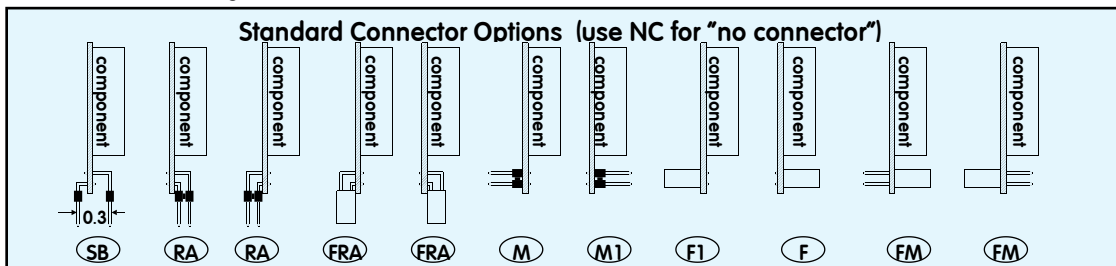 Standard Connector Options (use NC for “no connector”)
component component component component component component component component component component component
0.3
SB RA RA FRA FRA M M1 F1 F FM FM